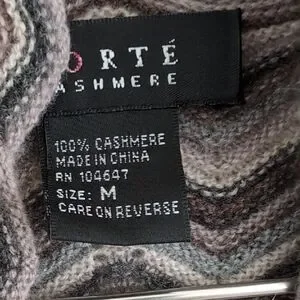 ORTÉ
ASHMERE
100% CASHMERE
MADE IN CHINA
RN 104647
SIZE: M
CARE ON REVERSE